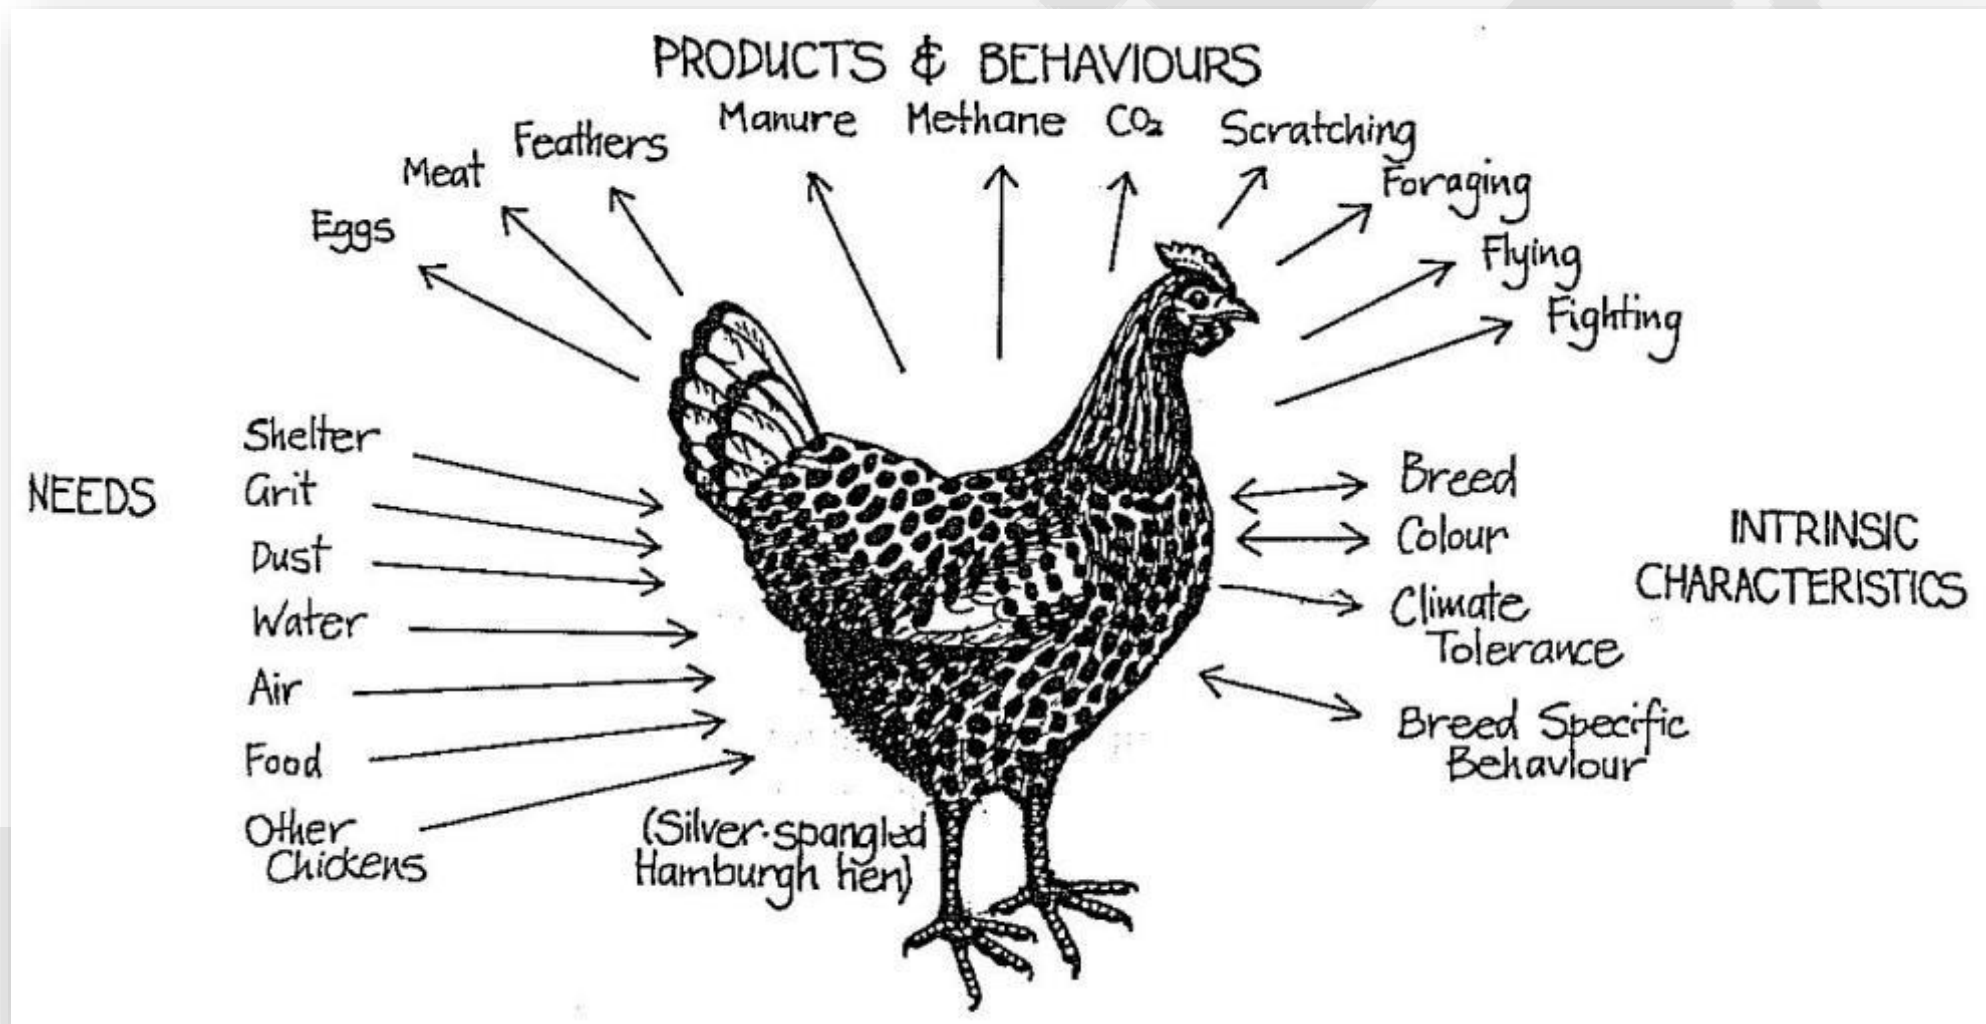 PRODUCTS & BEHAVIOURS
Eggs
Meat
Feathers
Manure
Methane
CO₂
Scratching
Foraging
Flying
Fighting
NEEDS
Shelter
Grit
Dust
Water
Air
Food
Other
Chickens
(Silver-spangled
Hamburgh hen)
Breed
Colour
Climate
Tolerance
Breed Specific
Behaviour
INTRINSIC
CHARACTERISTICS